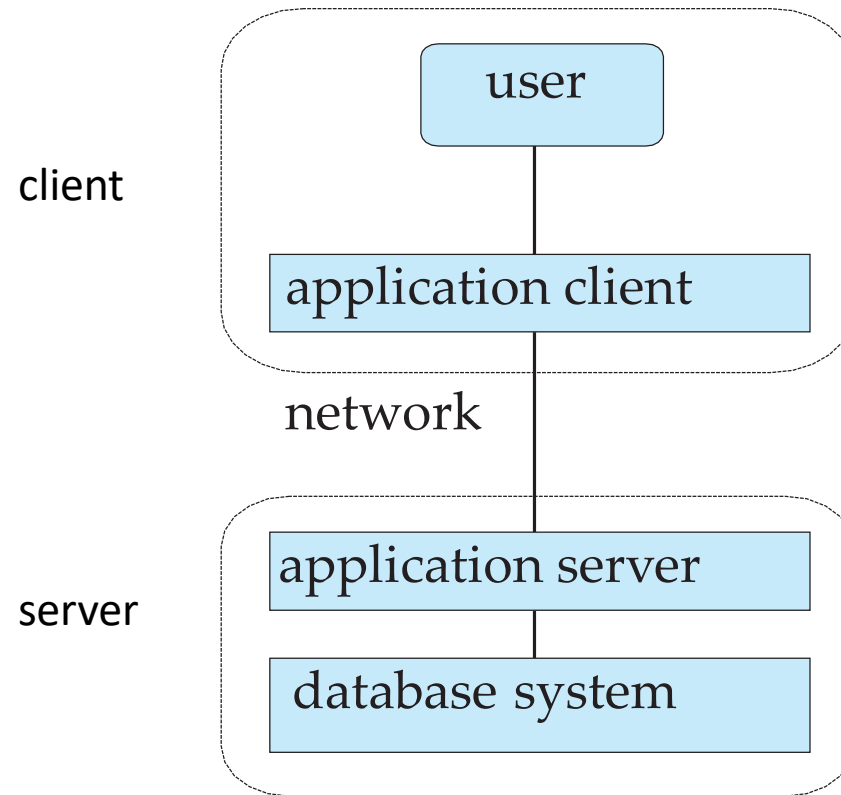 user
client
application client
network
application server
server
database system